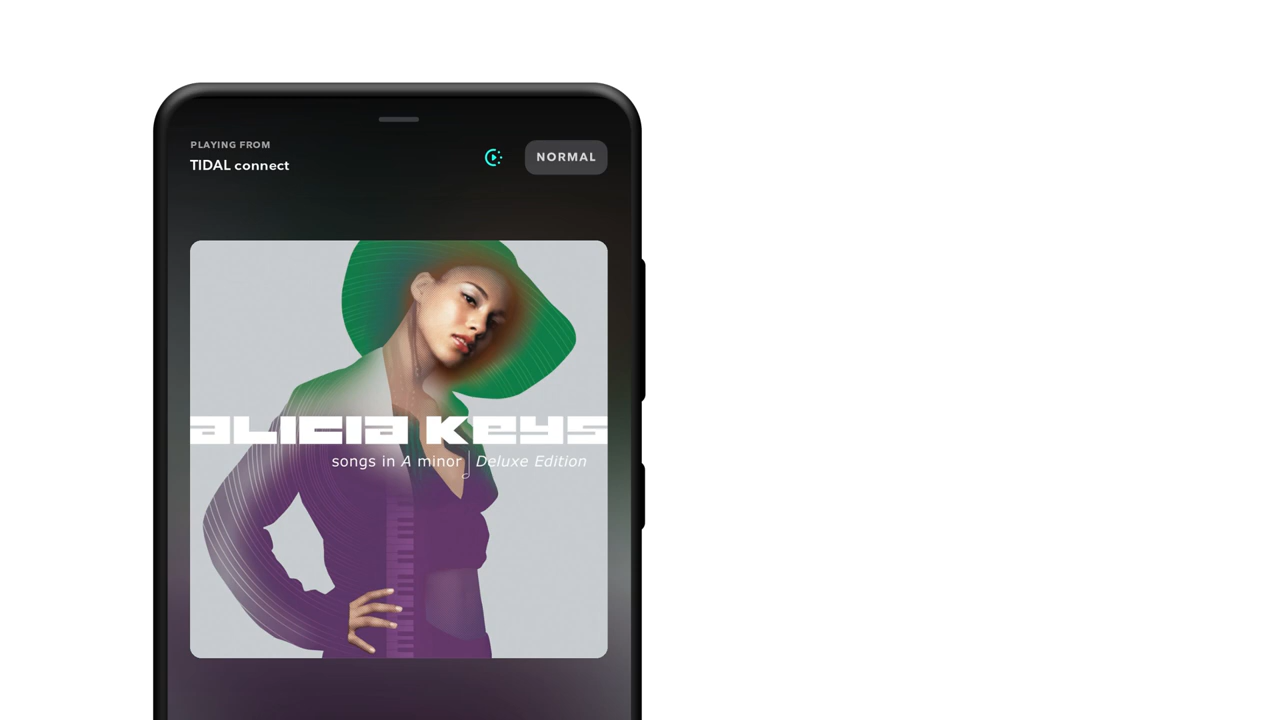 PLAYING FROM
TIDAL connect
NORMAL
aLicia Keys
songs in A minor
Deluxe Edition